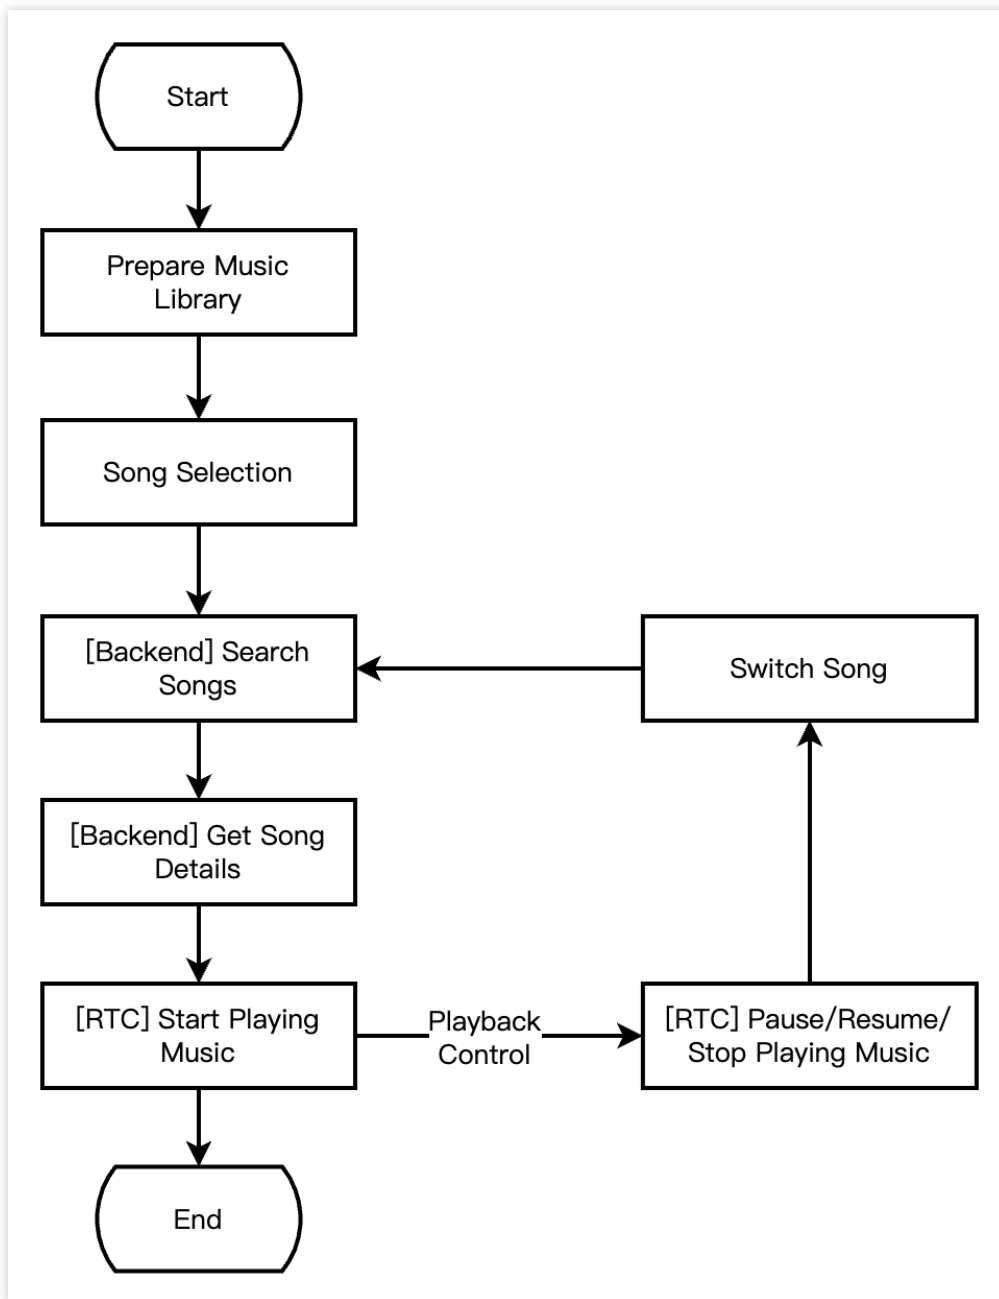 Start
Prepare Music
Library
Song Selection
[Backend] Search
Songs
Switch Song
[Backend] Get Song
Details
[RTC] Start Playing
Music
Playback
Control
[RTC] Pause/Resume/
Stop Playing Music
End